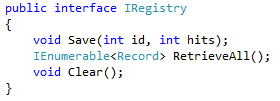 public interface IRegistry
{
    void Save(int id, int hits);
    IEnumerable<Record> RetrieveAll();
    void Clear();
}